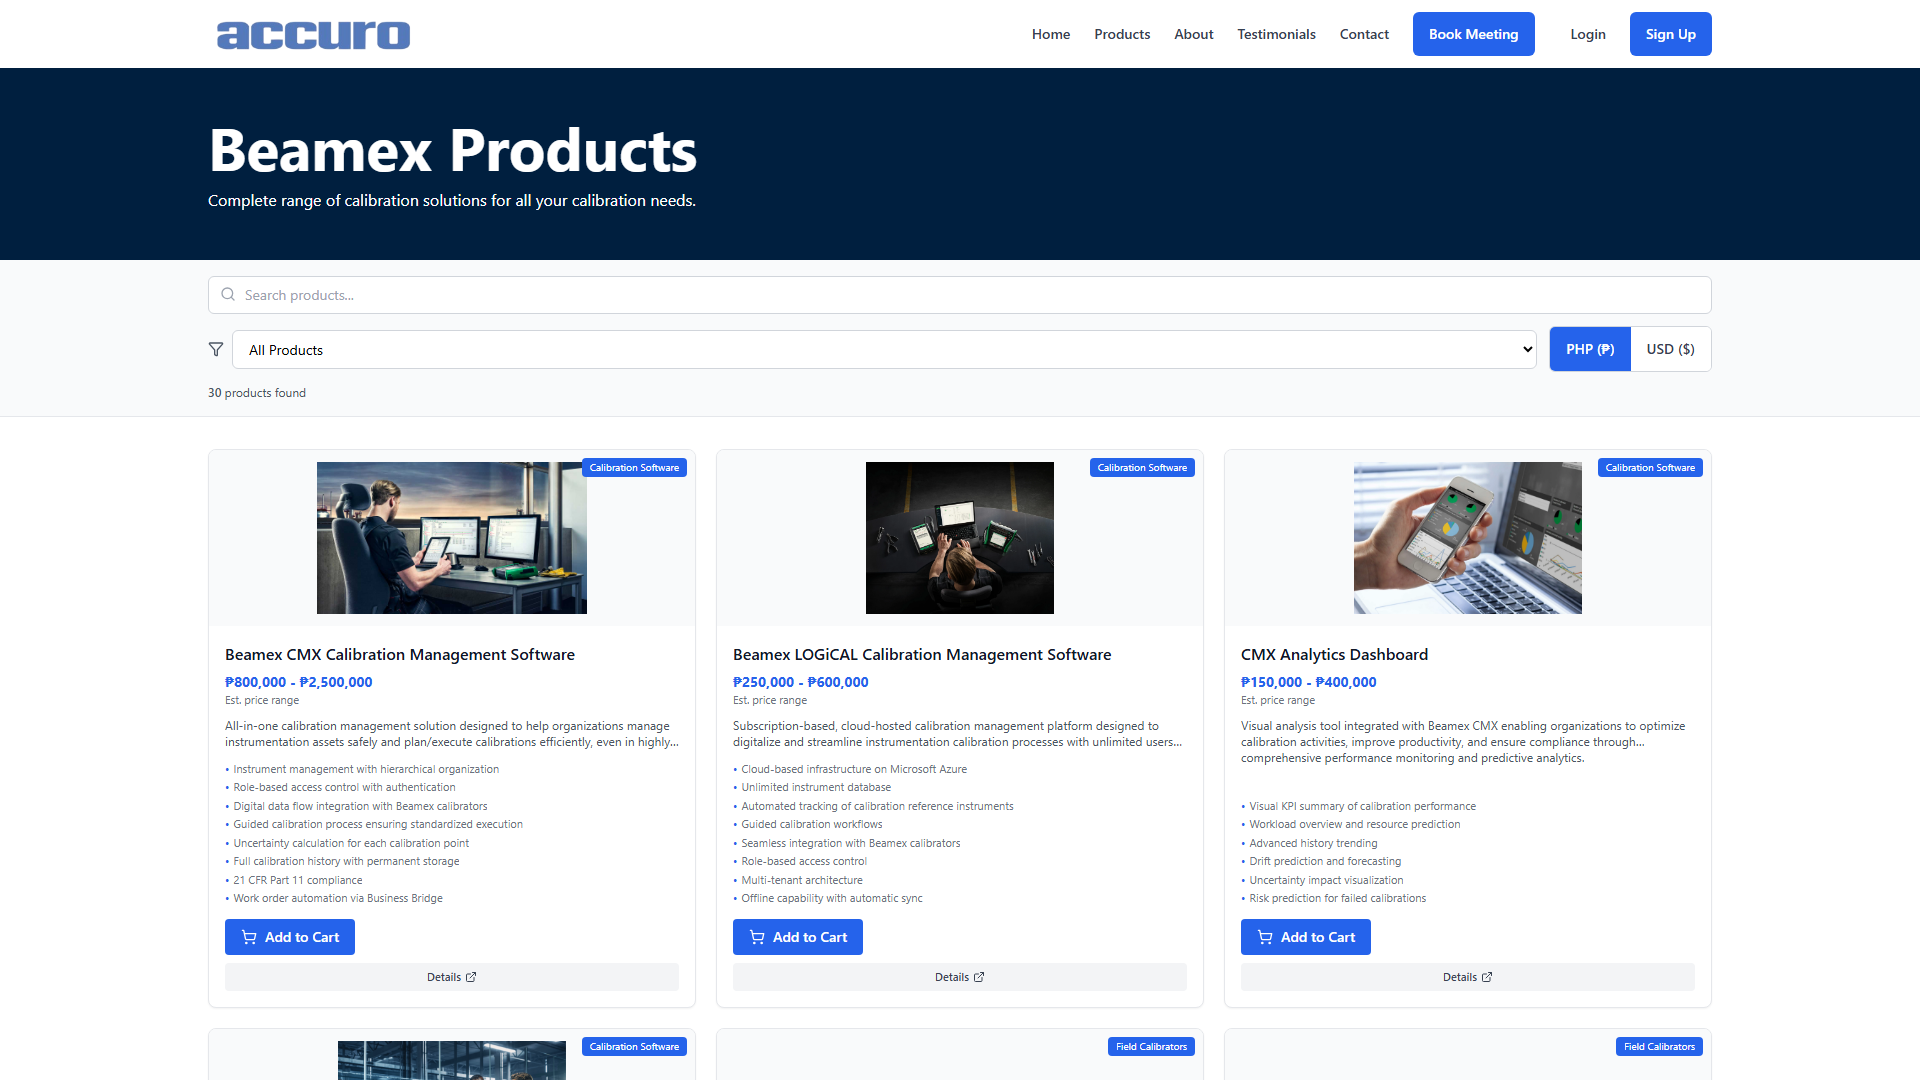 accuro
Home
Products
About
Testimonials
Contact
Book Meeting
Login
Sign Up
Beamex Products
Complete range of calibration solutions for all your calibration needs.
Search products...
All Products
PHP (₱)
USD ($)
30 products found
Calibration Software
Beamex CMX Calibration Management Software
₱800,000 - ₱2,500,000
Est. price range
All-in-one calibration management solution designed to help organizations manage
instrumentation assets safely and plan/execute calibrations efficiently, even in highly...
• Instrument management with hierarchical organization
• Role-based access control with authentication
• Digital data flow integration with Beamex calibrators
• Guided calibration process ensuring standardized execution
• Uncertainty calculation for each calibration point
• Full calibration history with permanent storage
• 21 CFR Part 11 compliance
• Work order automation via Business Bridge
Add to Cart
Details
Calibration Software
Beamex LOGiCAL Calibration Management Software
₱250,000 - ₱600,000
Est. price range
Subscription-based, cloud-hosted calibration management platform designed to
digitalize and streamline instrumentation calibration processes with unlimited users...
• Cloud-based infrastructure on Microsoft Azure
• Unlimited instrument database
• Automated tracking of calibration reference instruments
• Guided calibration workflows
• Seamless integration with Beamex calibrators
• Role-based access control
• Multi-tenant architecture
• Offline capability with automatic sync
Add to Cart
Details
Calibration Software
CMX Analytics Dashboard
₱150,000 - ₱400,000
Est. price range
Visual analysis tool integrated with Beamex CMX enabling organizations to optimize
calibration activities, improve productivity, and ensure compliance through...
comprehensive performance monitoring and predictive analytics.
• Visual KPI summary of calibration performance
• Workload overview and resource prediction
• Advanced history trending
• Drift prediction and forecasting
• Uncertainty impact visualization
• Risk prediction for failed calibrations
Add to Cart
Details
Calibration Software
Field Calibrators
Field Calibrators